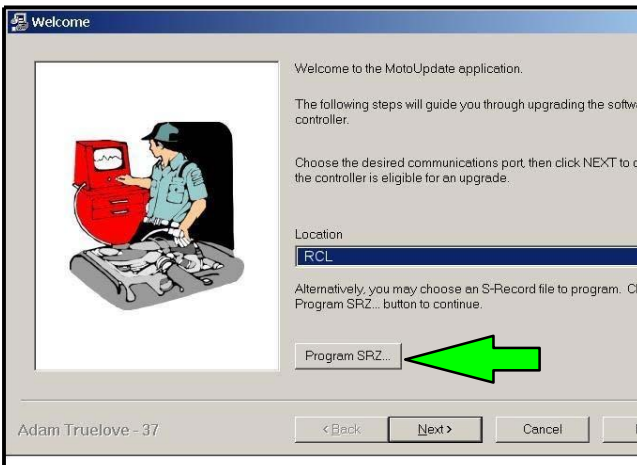 Welcome
Welcome to the MotoUpdate application.
The following steps will guide you through upgrading the
controller.
Choose the desired communications port, then click NEXT to
the controller is eligible for an upgrade.
Location
RCL
Alternatively, you may choose an S-Record file to program.
Program SRZ... button to continue.
Program SRZ...
Adam Truelove - 37
< Back
Next >
Cancel